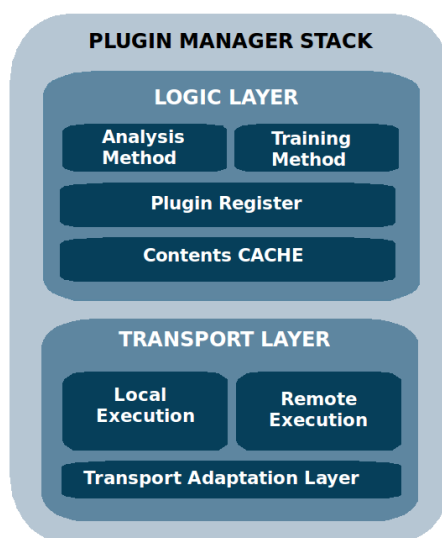 PLUGIN MANAGER STACK
LOGIC LAYER
Analysis
Method
Training
Method
Plugin Register
Contents CACHE
TRANSPORT LAYER
Local
Execution
Remote
Execution
Transport Adaptation Layer